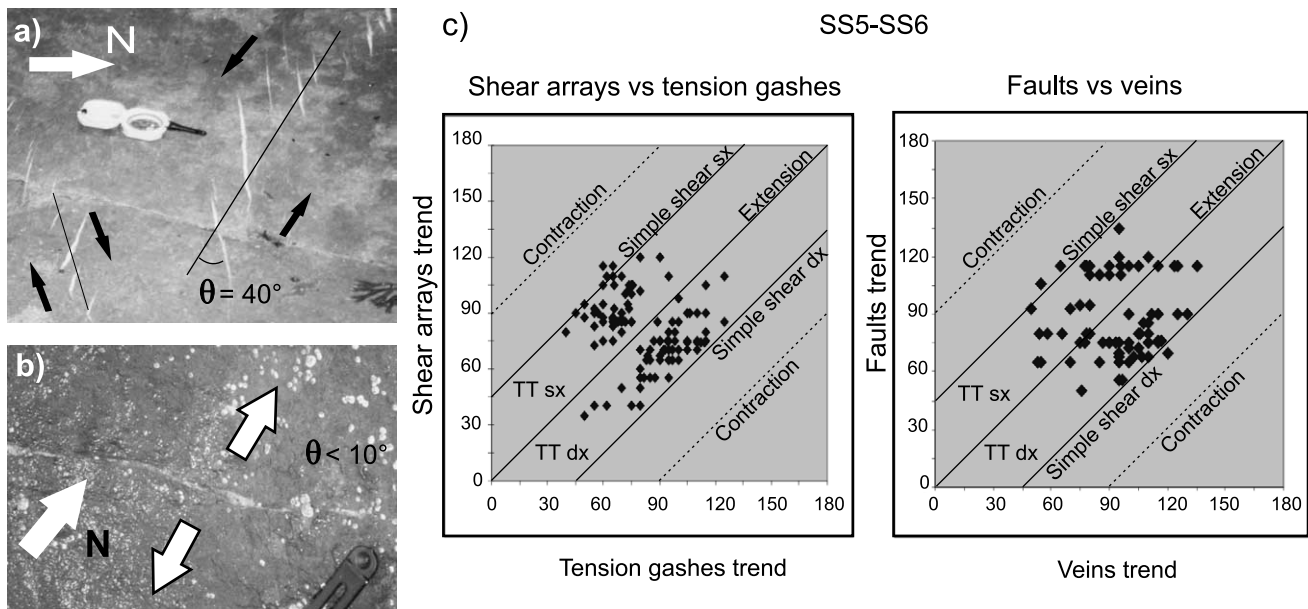 a)
N
θ = 40°
b)
θ < 10°
N
c)
SS5-SS6
Shear arrays vs tension gashes
Shear arrays trend
180
150
120
90
60
30
0
0 30 60 90 120 150 180
Contraction
Simple shear sx
Extension
Simple shear dx
Contraction
TT sx
TT dx
Tension gashes trend
Faults vs veins
Faults trend
180
150
120
90
60
30
0
0 30 60 90 120 150 180
Contraction
Simple shear sx
Extension
Simple shear dx
Contraction
TT sx
TT dx
Veins trend